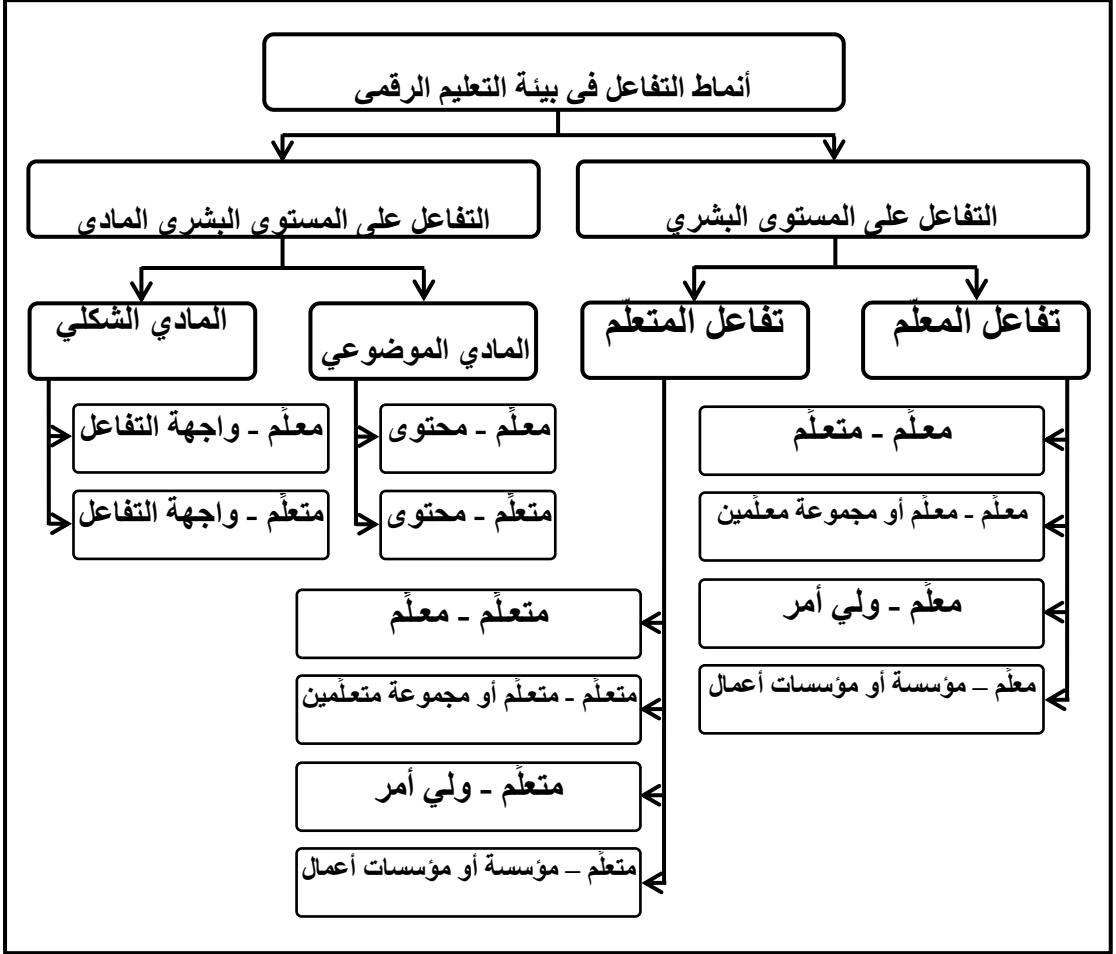 أنماط التفاعل فى بيئة التعليم الرقمى
التفاعل على المستوى البشري
التفاعل على المستوى البشرى المادى
تفاعل المعلّم
تفاعل المتعلّم
المادي الموضوعي
المادي الشكلي
معلّم - متعلّم
معلّم - معلّم أو مجموعة معلّمين
معلّم - ولي أمر
معلّم – مؤسسة أو مؤسسات أعمال
متعلّم - معلّم
متعلّم - متعلّم أو مجموعة متعلّمين
متعلّم - ولي أمر
متعلّم – مؤسسة أو مؤسسات أعمال
معلّم - محتوى
متعلّم - محتوى
معلّم - واجهة التفاعل
متعلّم - واجهة التفاعل